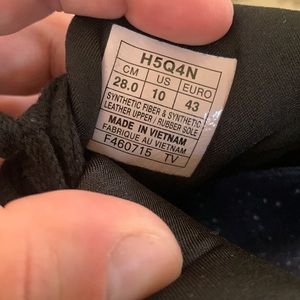 H5Q4N
CM US EURO
28.0 10 43
SYNTHETIC FIBER & SYNTHETIC
LEATHER UPPER / RUBBER SOLE
MADE IN VIETNAM
FABRIQUE AU VIETNAM
F460715 TV